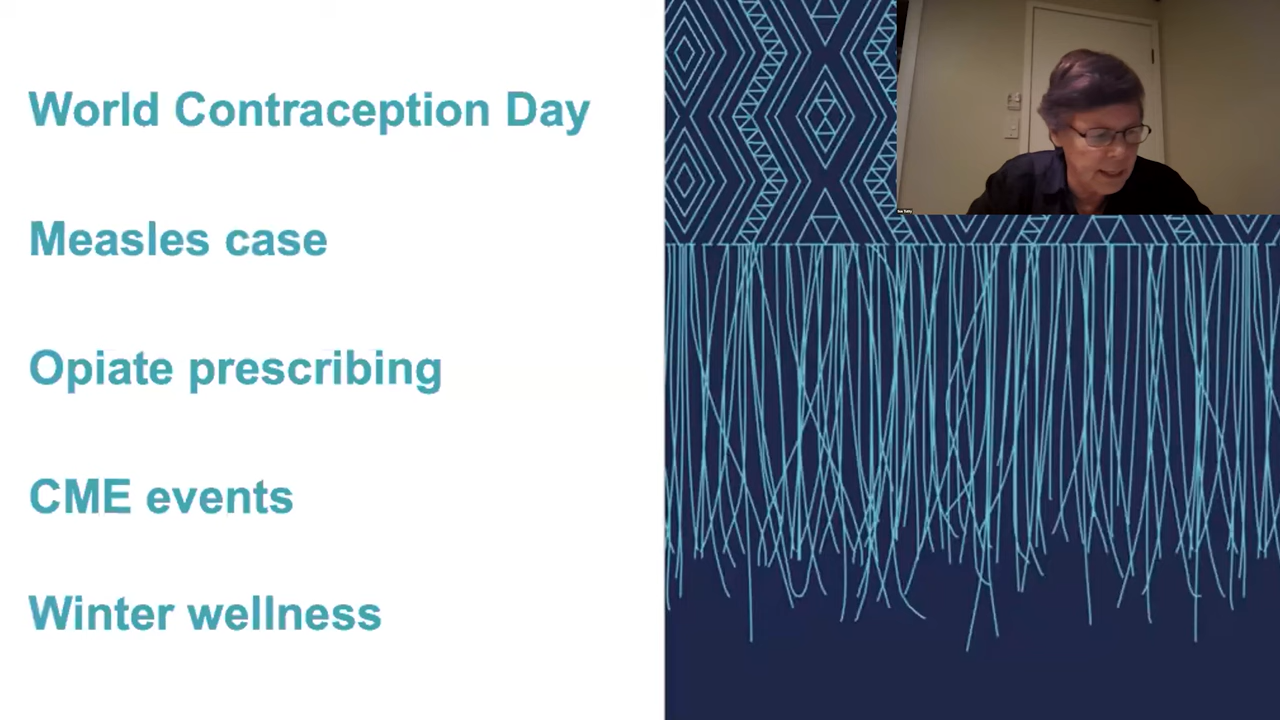 World Contraception Day
Measles case
Opiate prescribing
CME events
Winter wellness